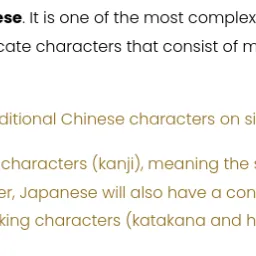 ese. It is one of the most complex
cate characters that consist of m
ditional Chinese characters on si
characters (kanji), meaning the s
er, Japanese will also have a con
king characters (katakana and h